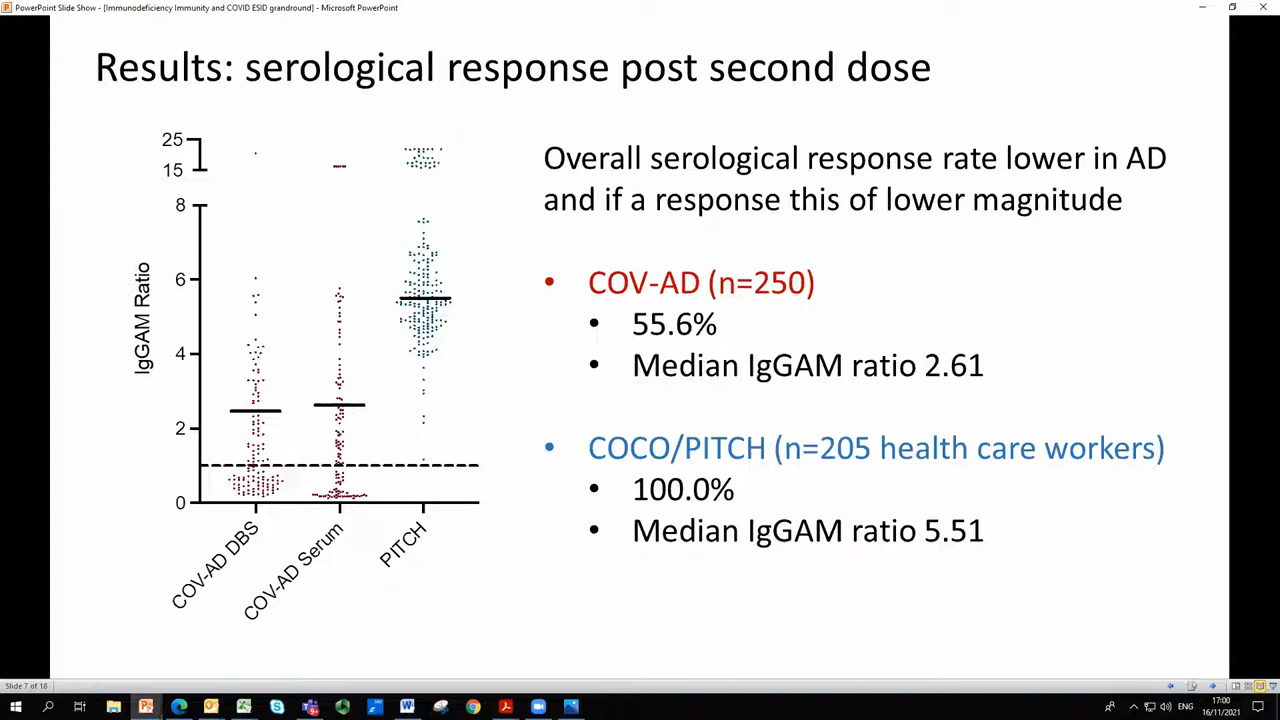 PowerPoint Slide Show - [Immunodeficiency Immunity and COVID ESID grandround] - Microsoft PowerPoint
Results: serological response post second dose
25
15
8
6
4
2
0
IgGAM Ratio
COV-AD DBS
COV-AD Serum
PITCH
Overall serological response rate lower in AD
and if a response this of lower magnitude
• COV-AD (n=250)
• 55.6%
• Median IgGAM ratio 2.61
• COCO/PITCH (n=205 health care workers)
• 100.0%
• Median IgGAM ratio 5.51
Slide 7 of 18
ENG
17:00
16/11/2021